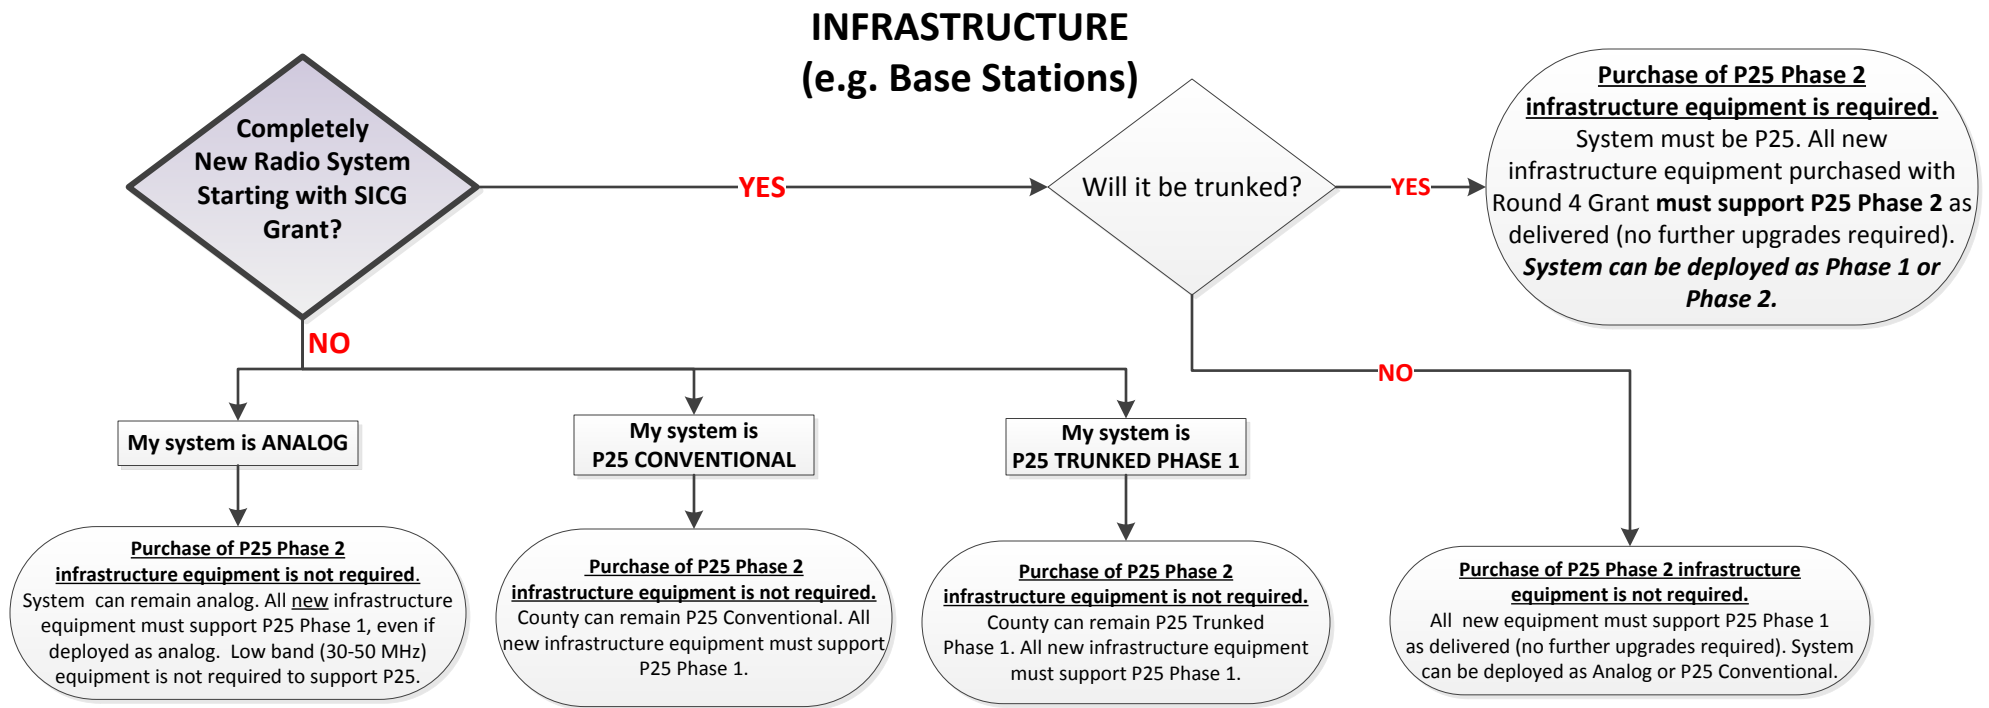 INFRASTRUCTURE
(e.g. Base Stations)
Completely
New Radio System
Starting with SICG
Grant?
YES
Will it be trunked?
YES
Purchase of P25 Phase 2
infrastructure equipment is required.
System must be P25. All new
infrastructure equipment purchased with
Round 4 Grant must support P25 Phase 2 as
delivered (no further upgrades required).
System can be deployed as Phase 1 or
Phase 2.
NO
NO
My system is ANALOG
My system is
P25 CONVENTIONAL
My system is
P25 TRUNKED PHASE 1
Purchase of P25 Phase 2
infrastructure equipment is not required.
System can remain analog. All new infrastructure
equipment must support P25 Phase 1, even if
deployed as analog. Low band (30-50 MHz)
equipment is not required to support P25.
Purchase of P25 Phase 2
infrastructure equipment is not required.
County can remain P25 Conventional. All
new infrastructure equipment must support
P25 Phase 1.
Purchase of P25 Phase 2
infrastructure equipment is not required.
County can remain P25 Trunked
Phase 1. All new infrastructure equipment
must support P25 Phase 1.
Purchase of P25 Phase 2 infrastructure
equipment is not required.
All new equipment must support P25 Phase 1
as delivered (no further upgrades required). System
can be deployed as Analog or P25 Conventional.